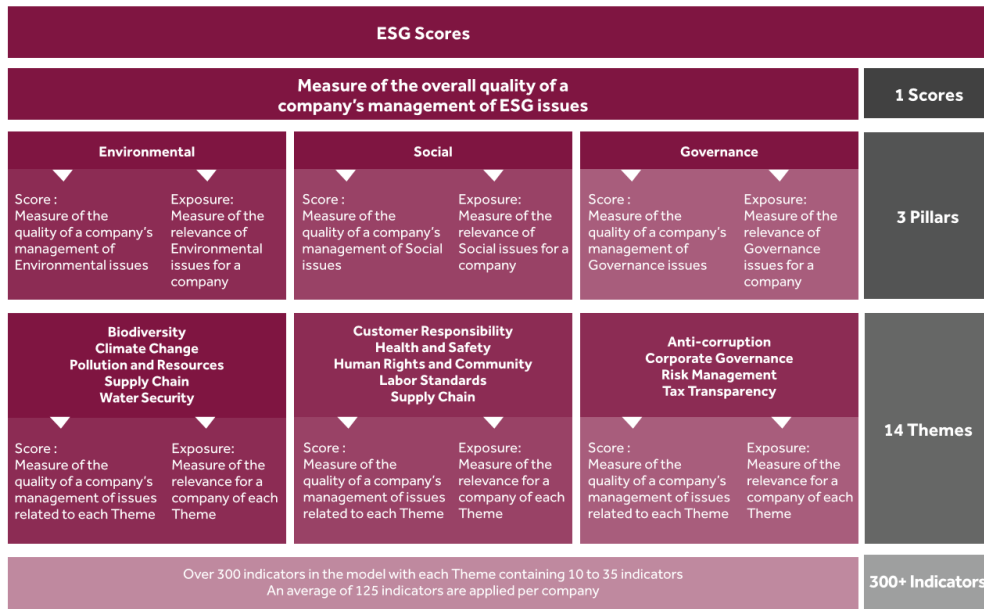 ESG Scores
Measure of the overall quality of a
company's management of ESG issues
1 Scores
Environmental
Score :
Measure of the
quality of a company's
management of
Environmental issues
Exposure:
Measure of the
relevance of
Environmental
issues for a
company
Social
Score :
Measure of the
quality of a company's
management of Social
issues
Exposure:
Measure of the
relevance of
Social issues for a
company
Governance
Score :
Measure of the
quality of a company's
management of
Governance issues
Exposure:
Measure of the
relevance of
Governance
issues for a
company
3 Pillars
Biodiversity
Climate Change
Pollution and Resources
Supply Chain
Water Security
Score :
Measure of the
quality of a company's
management of issues
related to each Theme
Exposure:
Measure of the
relevance for a
company of each
Theme
Customer Responsibility
Health and Safety
Human Rights and Community
Labor Standards
Supply Chain
Score :
Measure of the
quality of a company's
management of issues
related to each Theme
Exposure:
Measure of the
relevance for a
company of each
Theme
Anti-corruption
Corporate Governance
Risk Management
Tax Transparency
Score :
Measure of the
quality of a company's
management of issues
related to each Theme
Exposure:
Measure of the
relevance for a
company of each
Theme
14 Themes
Over 300 indicators in the model with each Theme containing 10 to 35 indicators
An average of 125 indicators are applied per company
300+ Indicators